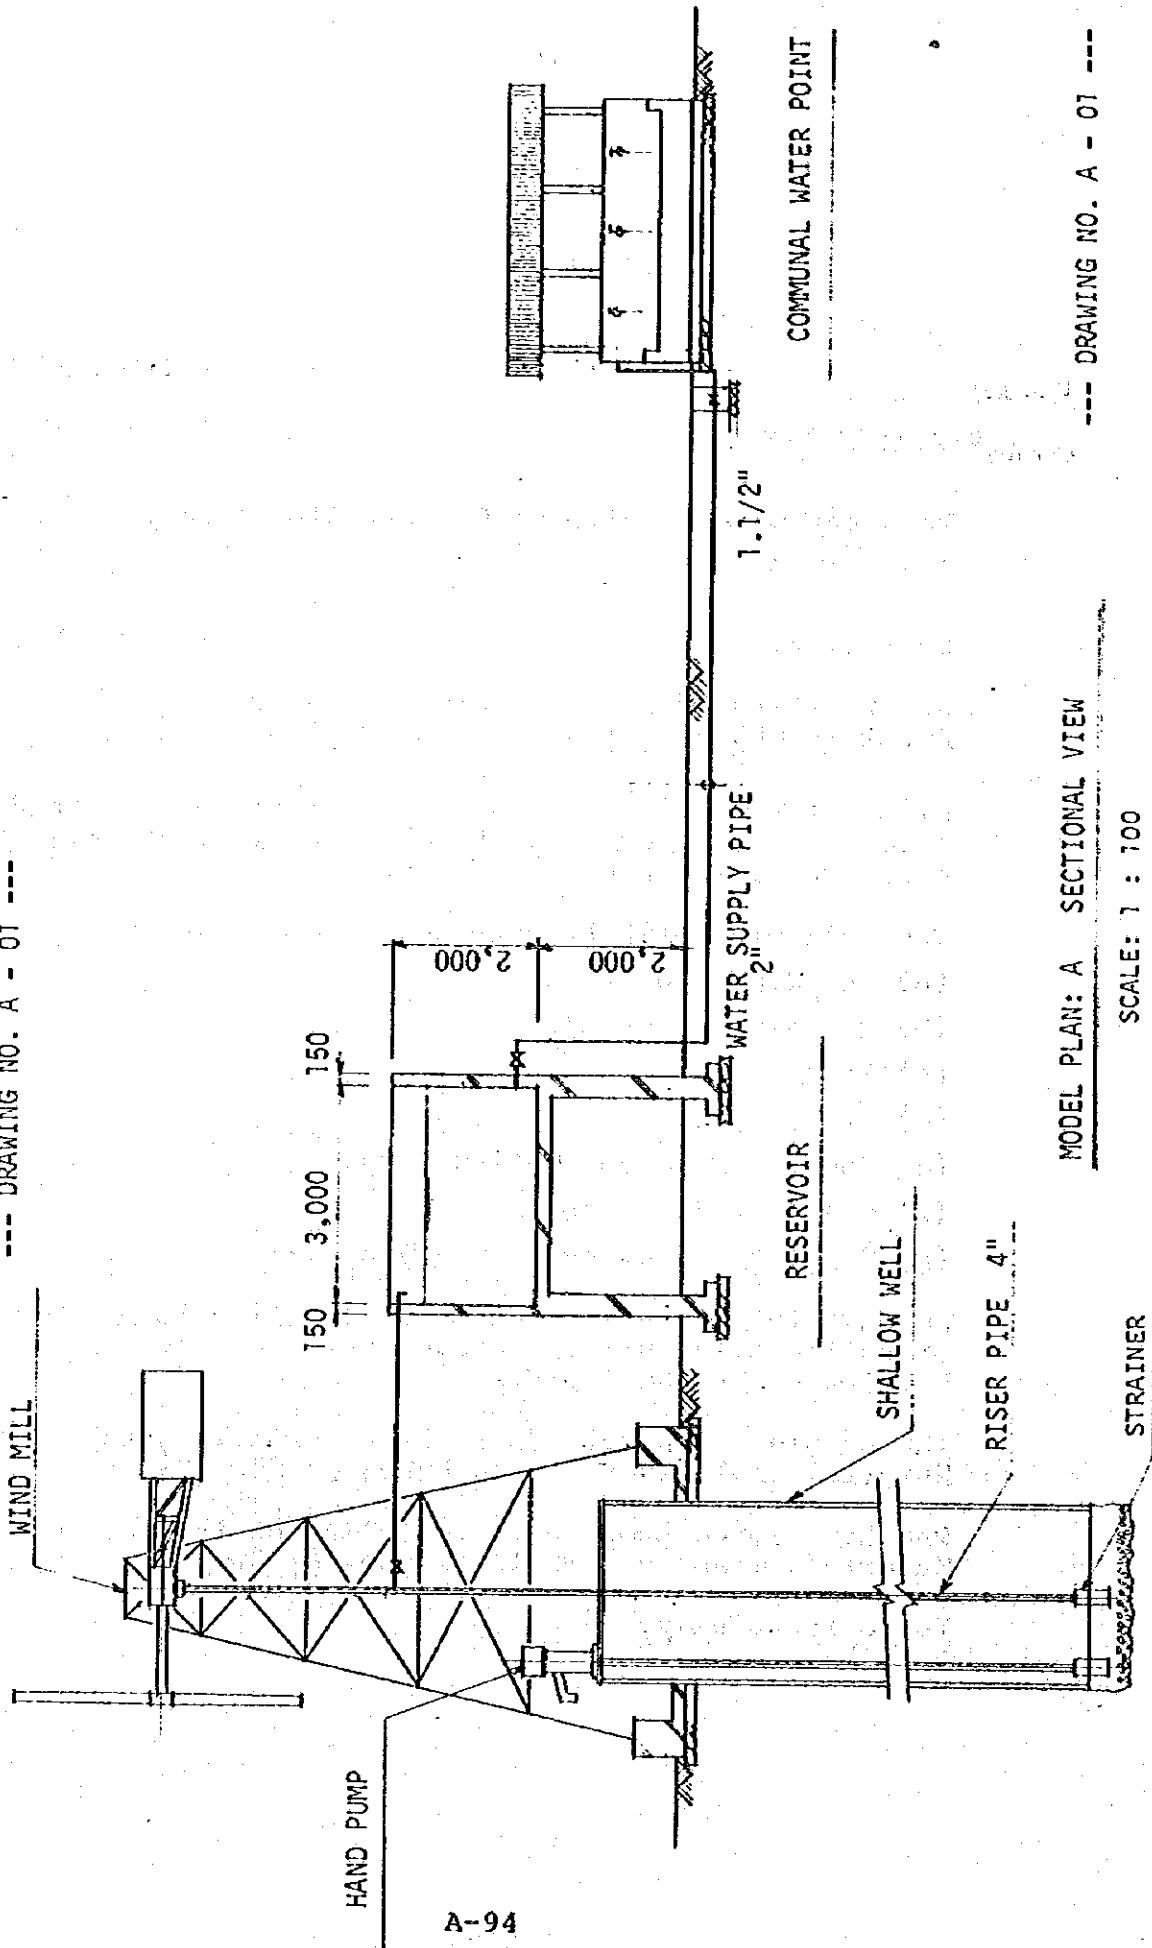 --- DRAWING NO. A - 01 ---
WIND MILL
HAND PUMP
150
3,000
150
2,000
2,000
WATER SUPPLY PIPE
2"
1.1/2"
RESERVOIR
COMMUNAL WATER POINT
SHALLOW WELL
RISER PIPE 4"
STRAINER
MODEL PLAN: A SECTIONAL VIEW
SCALE: 1 : 100
--- DRAWING NO. A - 01 ---
A-94